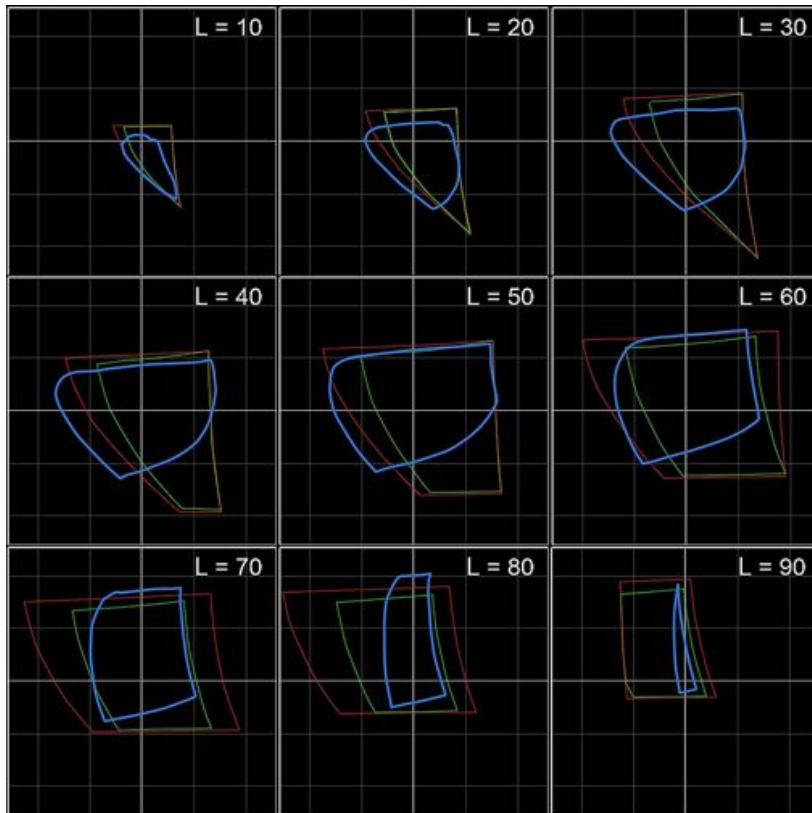 L = 10
L = 20
L = 30
L = 40
L = 50
L = 60
L = 70
L = 80
L = 90